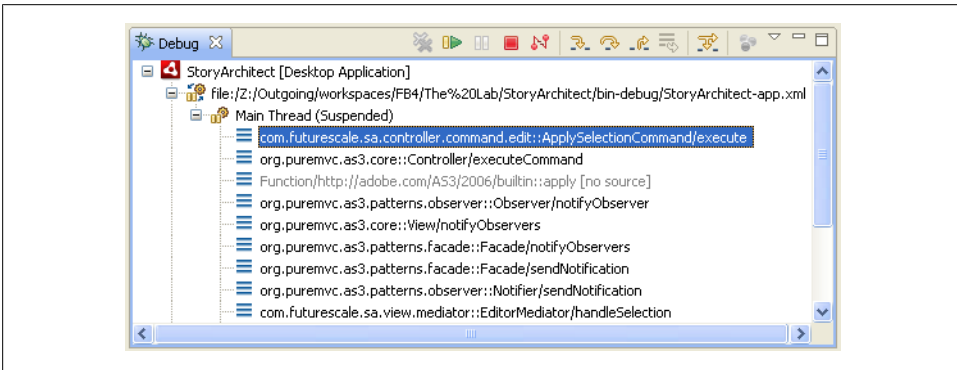 Debug
StoryArchitect [Desktop Application]
file:/Z:/Outgoing/workspaces/FB4/The%20Lab/StoryArchitect/bin-debug/StoryArchitect-app.xml
Main Thread (Suspended)
com.futurescale.sa.controller.command.edit::ApplySelectionCommand/execute
org.puremvc.as3.core::Controller/executeCommand
Function/http://adobe.com/AS3/2006/builtin::apply [no source]
org.puremvc.as3.patterns.observer::Observer/notifyObserver
org.puremvc.as3.core::View/notifyObservers
org.puremvc.as3.patterns.facade::Facade/notifyObservers
org.puremvc.as3.patterns.facade::Facade/sendNotification
org.puremvc.as3.patterns.observer::Notifier/sendNotification
com.futurescale.sa.view.mediator::EditorMediator/handleSelection